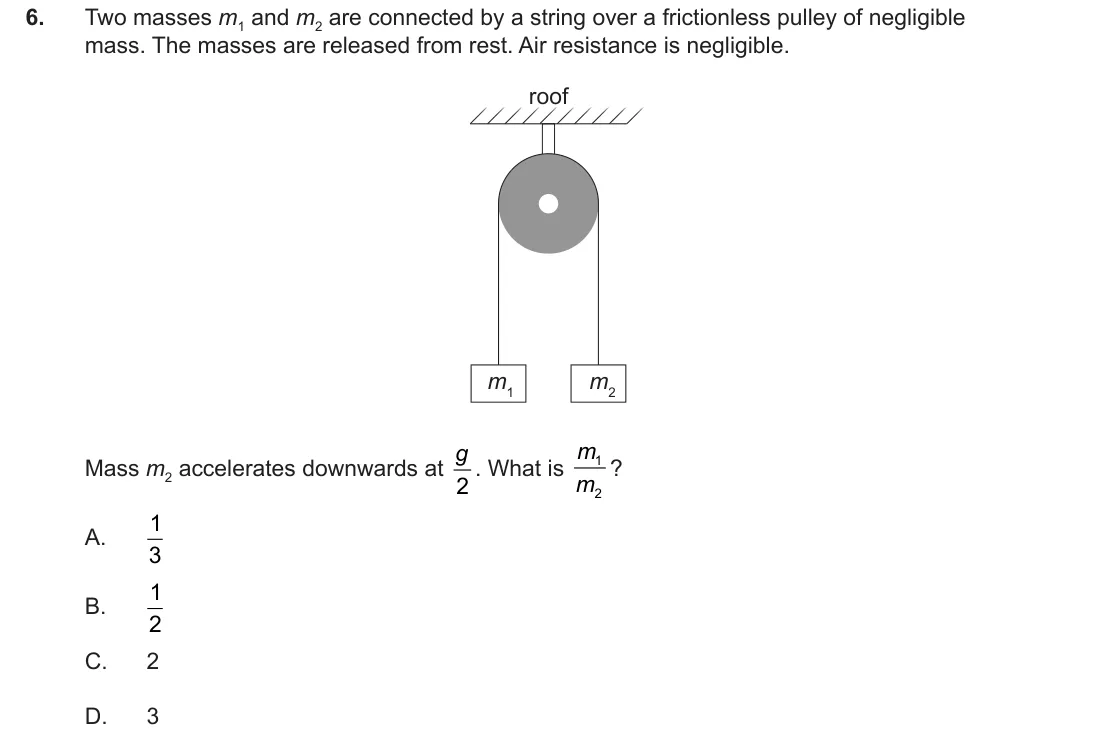 6. Two masses m₁ and m₂ are connected by a string over a frictionless pulley of negligible
mass. The masses are released from rest. Air resistance is negligible.
roof
m₁ m₂
Mass m₂ accelerates downwards at g/2. What is m₁/m₂?
A. 1/3
B. 1/2
C. 2
D. 3